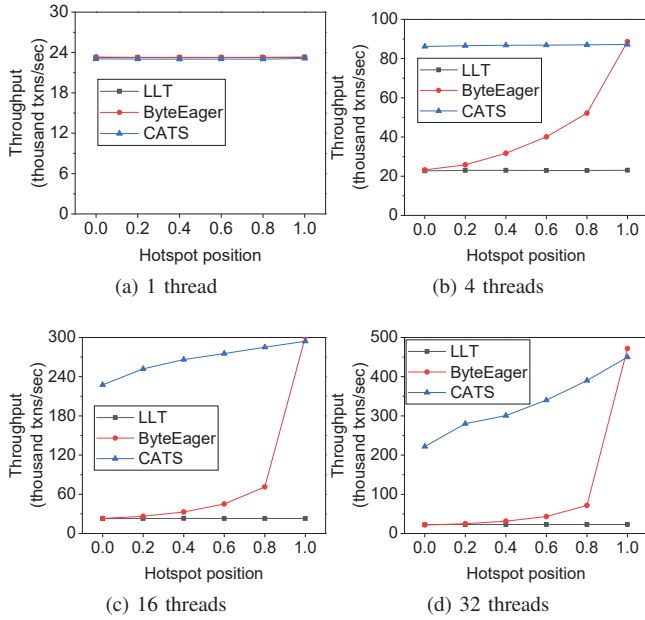 30
24
18
12
6
0
Throughput
(thousand txns/sec)
LLT
ByteEager
CATS
0.0 0.2 0.4 0.6 0.8 1.0
Hotspot position
(a) 1 thread
100
80
60
40
20
0
Throughput
(thousand txns/sec)
LLT
ByteEager
CATS
0.0 0.2 0.4 0.6 0.8 1.0
Hotspot position
(b) 4 threads
300
240
180
120
60
0
Throughput
(thousand txns/sec)
LLT
ByteEager
CATS
0.0 0.2 0.4 0.6 0.8 1.0
Hotspot position
(c) 16 threads
500
400
300
200
100
0
Throughput
(thousand txns/sec)
LLT
ByteEager
CATS
0.0 0.2 0.4 0.6 0.8 1.0
Hotspot position
(d) 32 threads